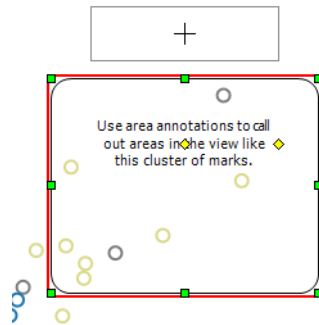 Use area annotations to call
out areas in the view like
this cluster of marks.